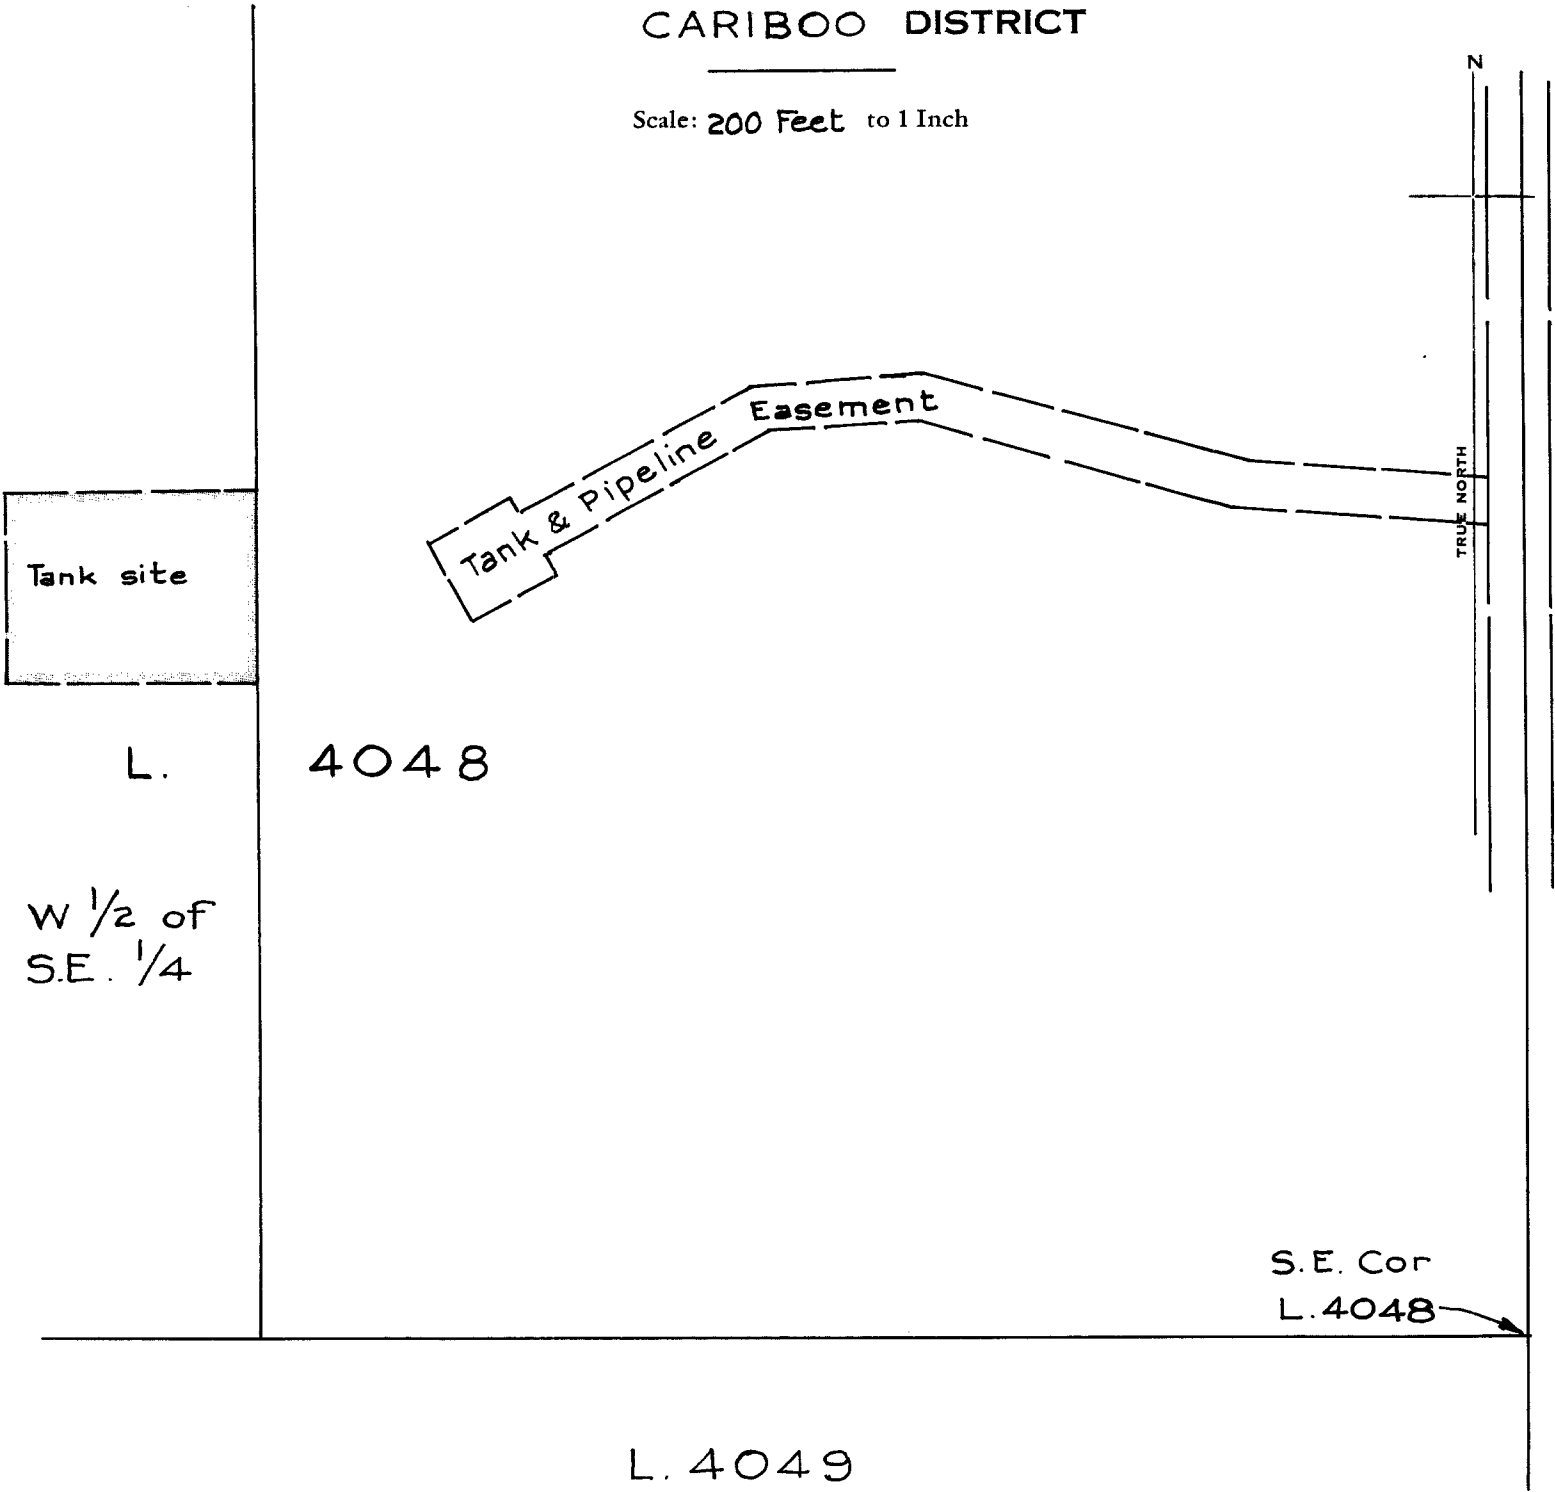 CARIBOO DISTRICT
Scale: 200 Feet to 1 Inch
N
TRUE NORTH
Tank & Pipeline Easement
Tank site
L. 4048
W 1/2 of
S.E. 1/4
S.E. Cor
L. 4048
L. 4049